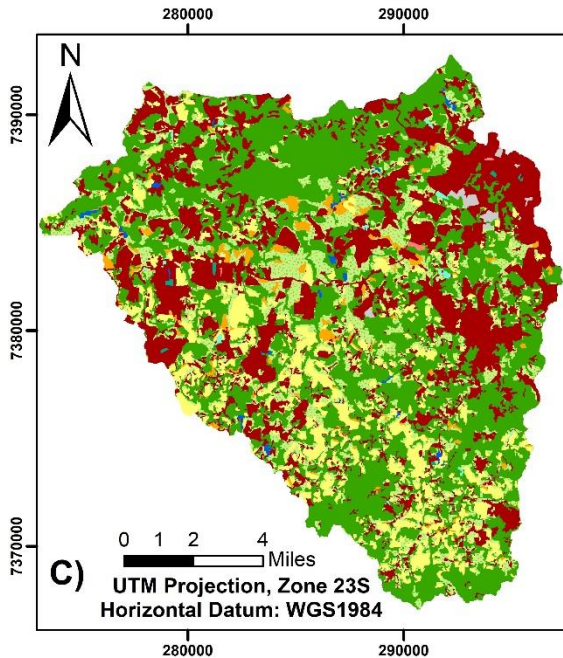 280000 290000
N
7390000
7380000
7370000
0 1 2 4
Miles
C)
UTM Projection, Zone 23S
Horizontal Datum: WGS1984
280000 290000